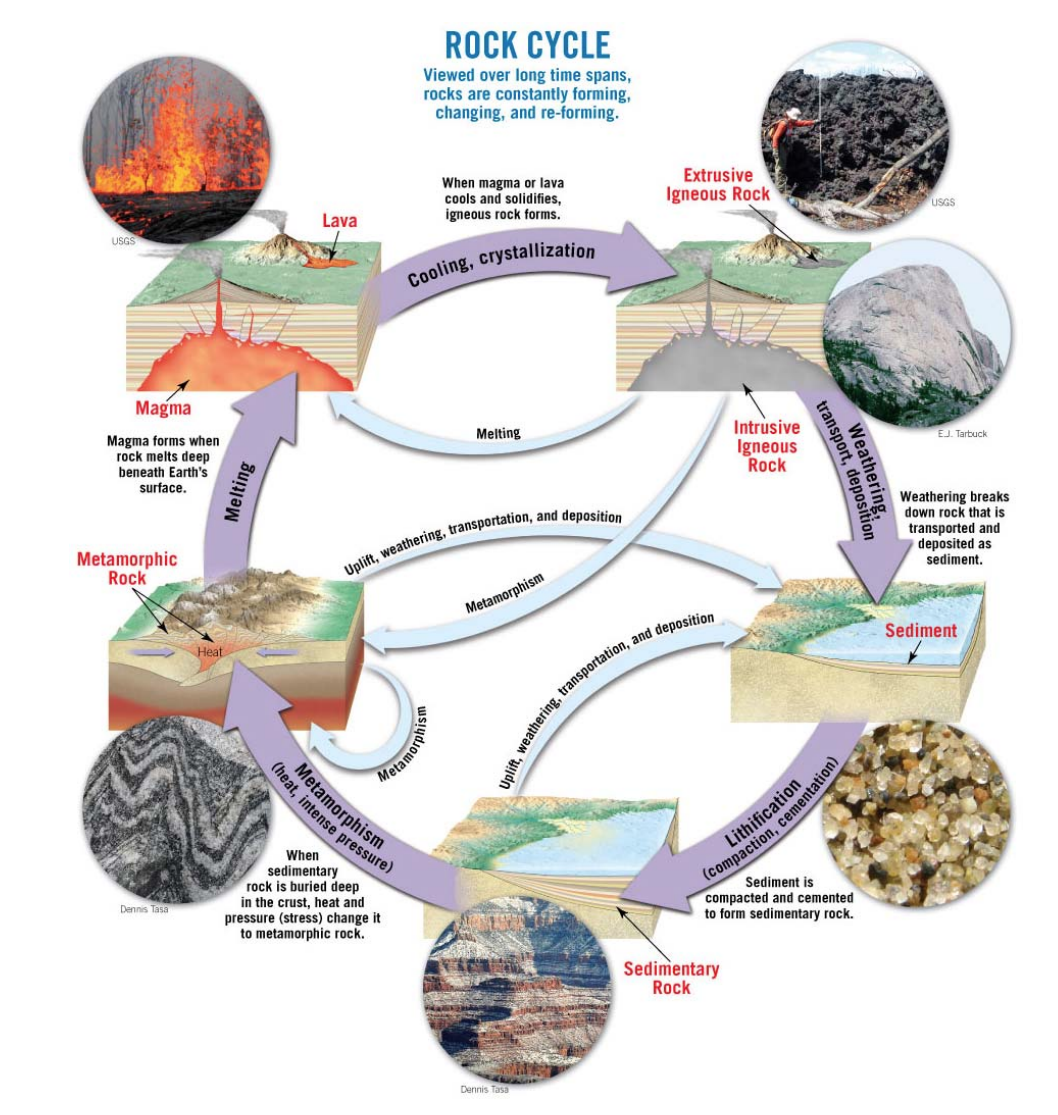 ROCK CYCLE
Viewed over long time spans,
rocks are constantly forming,
changing, and re-forming.
USGS
Lava
When magma or lava
cools and solidifies,
igneous rock forms.
Cooling, crystallization
Extrusive
Igneous Rock
USGS
E.J. Tarbuck
Magma
Magma forms when
rock melts deep
beneath Earth's
surface.
Melting
Melting
Intrusive
Igneous
Rock
Weathering,
transport, deposition
Weathering breaks
down rock that is
transported and
deposited as
sediment.
Uplift, weathering, transportation, and deposition
Metamorphism
Metamorphic
Rock
Heat
Uplift, weathering, transportation, and deposition
Sediment
Metamorphism
Metamorphism
(heat, intense pressure)
Lithification
(compaction, cementation)
When
sedimentary
rock is buried deep
in the crust, heat and
pressure (stress) change it
to metamorphic rock.
Dennis Tasa
Sediment is
compacted and cemented
to form sedimentary rock.
Sedimentary
Rock
Dennis Tasa